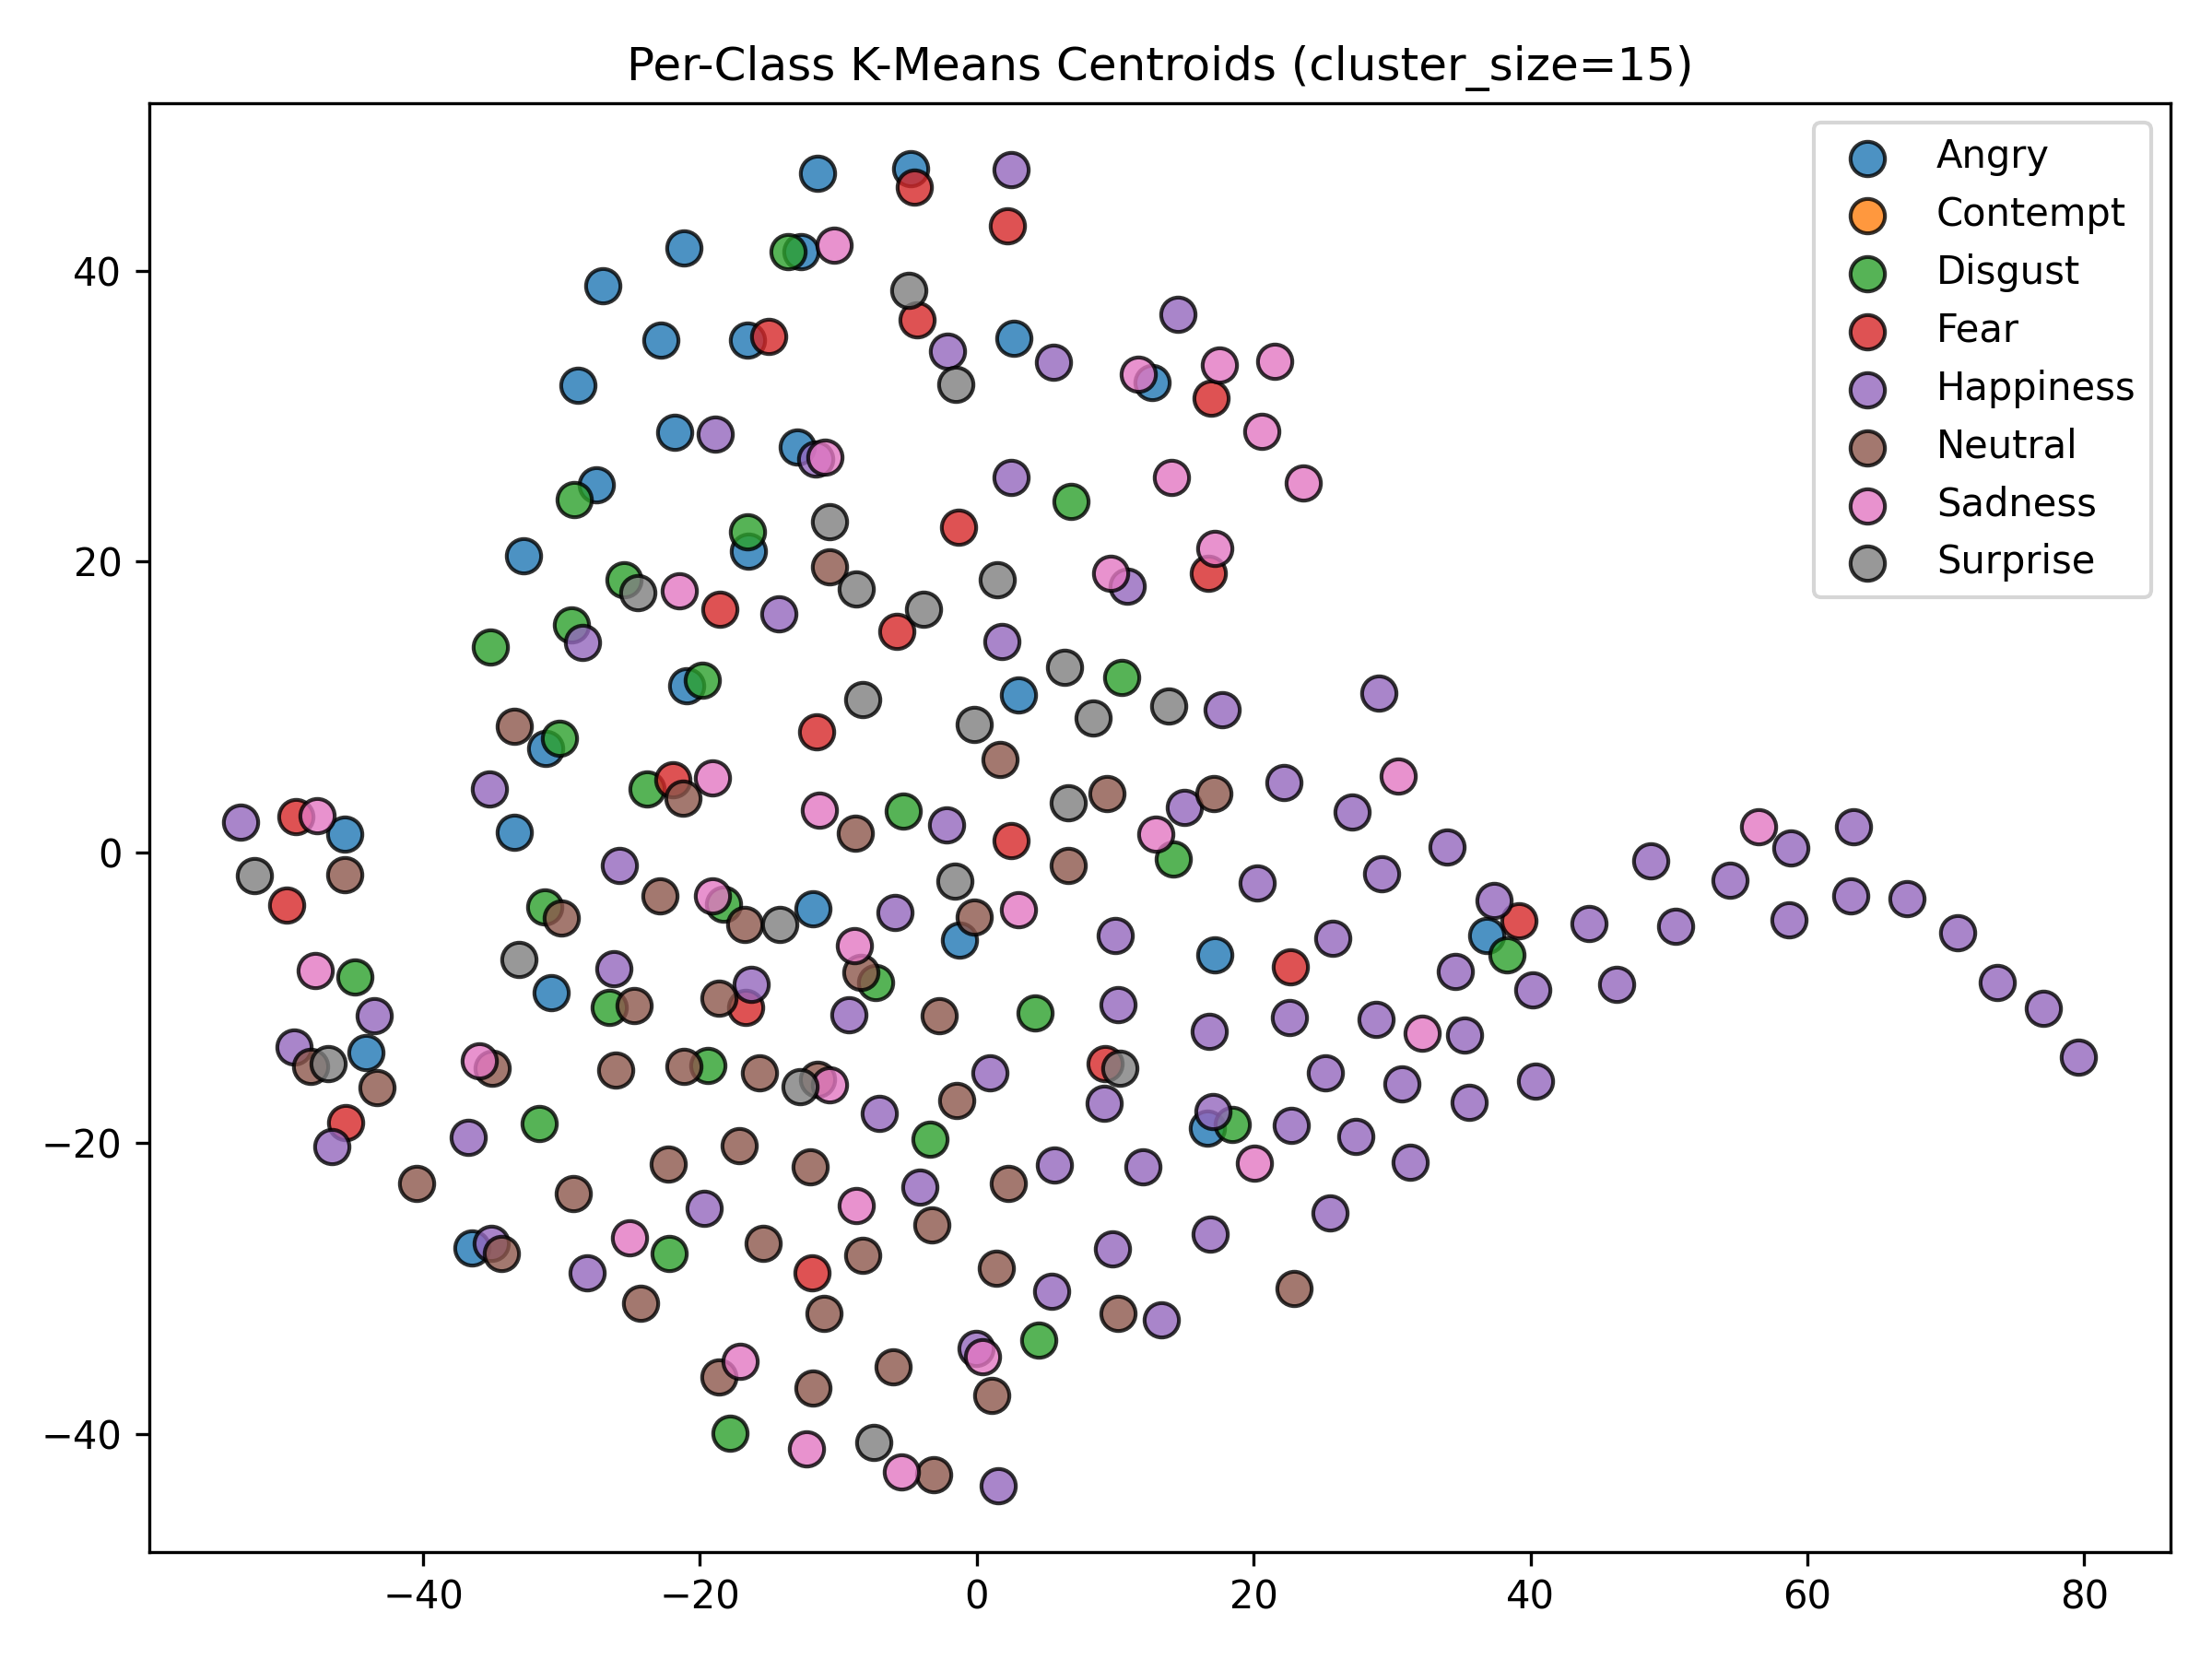 Per-Class K-Means Centroids (cluster_size=15)
Angry
Contempt
Disgust
Fear
Happiness
Neutral
Sadness
Surprise
40
20
0
−20
−40
−40 −20 0 20 40 60 80